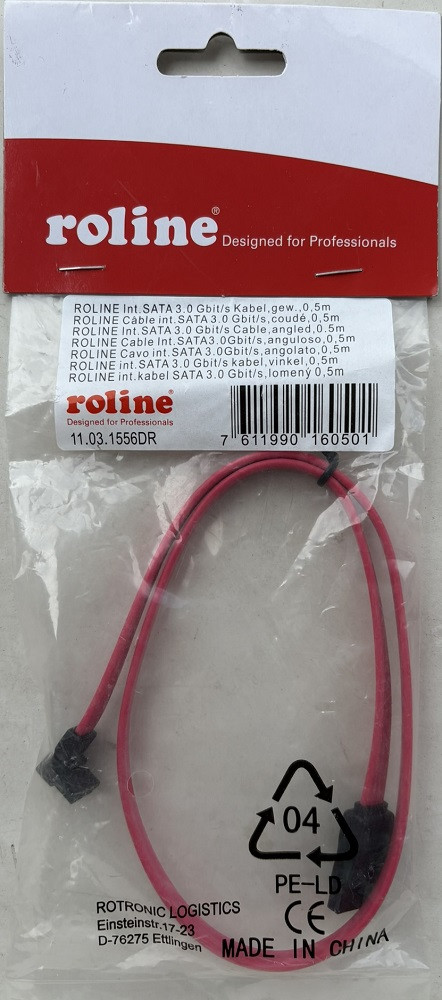 roline®
Designed for Professionals
ROLINE Int.SATA 3.0 Gbit/s Kabel,gew.,0,5m
ROLINE Câble int.SATA 3.0 Gbit/s,coudé,0,5m
ROLINE Int.SATA 3.0 Gbit/s Cable,angled,0.5m
ROLINE Cable Int.SATA3.0Gbit/s,anguloso,0,5m
ROLINE Cavo int.SATA 3.0Gbit/s,angolato,0.5m
ROLINE int.SATA 3.0 Gbit/s kabel,vinkel,0,5m
ROLINE int.kabel SATA 3.0 Gbit/s,lomený 0,5m
roline®
Designed for Professionals
11.03.1556DR
7 611990 160501
04
PE-LD
CE
ROTRONIC LOGISTICS
Einsteinstr.17-23
D-76275 Ettlingen
MADE IN CHINA